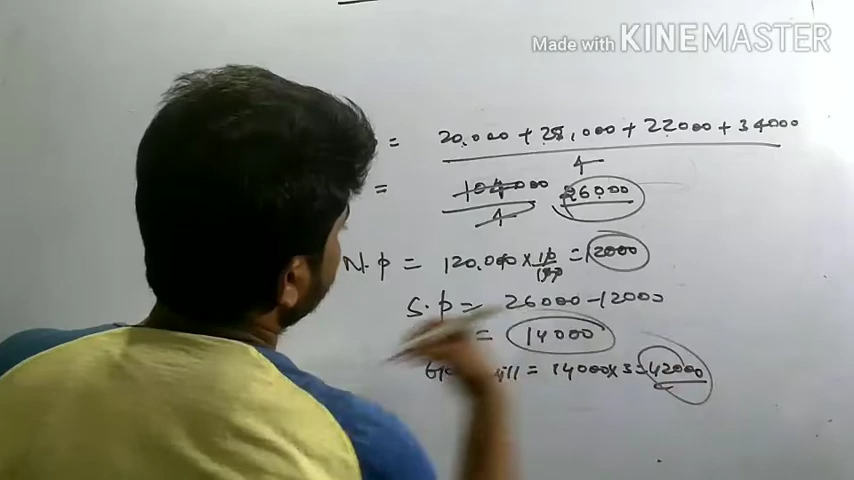 Made with KINEMASTER
= 20,000 + 28,000 + 22000 + 34000
4
= 104000 26000
4
N.P = 120,000 × 10 = 12000
100
S.P = 26000 - 12000
= 14000
= 14000 × 3 = 42000